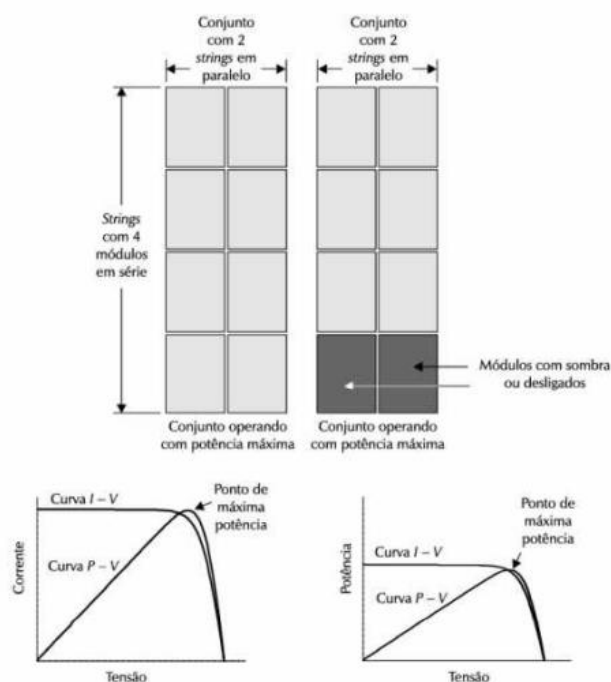 Conjunto
com 2
strings em
paralelo
Conjunto
com 2
strings em
paralelo
Strings
com 4
módulos
em série
Módulos com sombra
ou desligados
Conjunto operando
com potência máxima
Conjunto operando
com potência máxima
Curva I – V
Ponto de
máxima
potência
Curva P – V
Corrente
Tensão
Ponto de
máxima
potência
Curva I – V
Curva P – V
Potência
Tensão